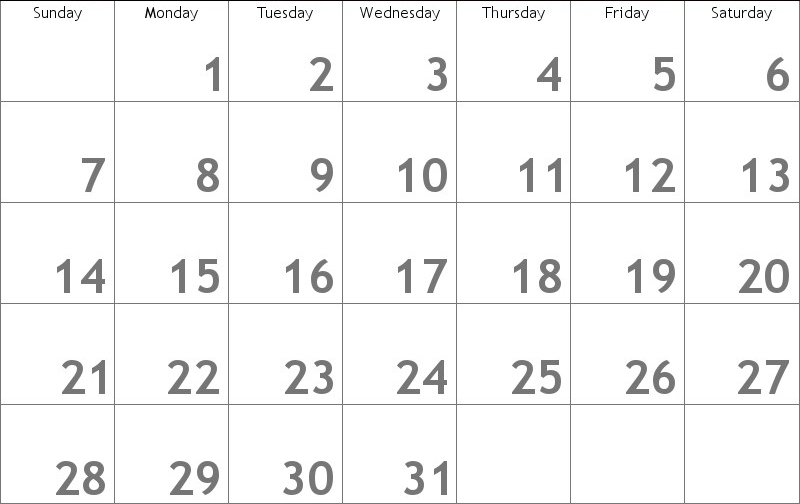 Sunday Monday Tuesday Wednesday Thursday Friday Saturday
1 2 3 4 5 6
7 8 9 10 11 12 13
14 15 16 17 18 19 20
21 22 23 24 25 26 27
28 29 30 31